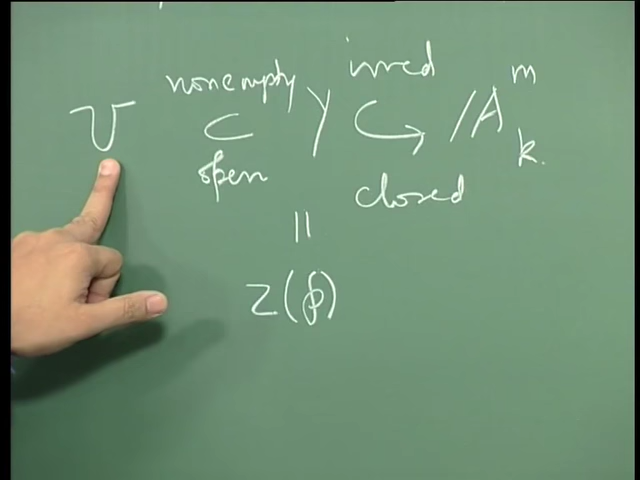 nonempty irred
U ⊂ Y ↪ 𝔸 m k.
open closed
=
Z(𝔭)